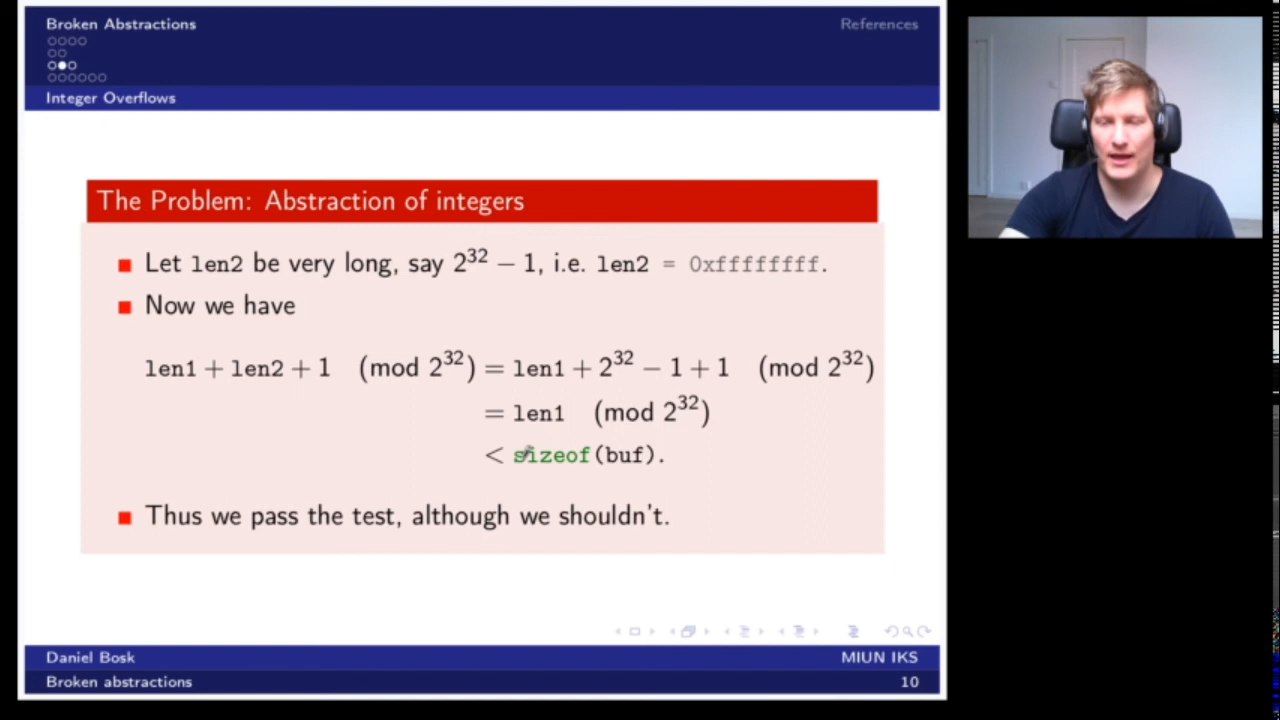 Broken Abstractions
References
Integer Overflows
The Problem: Abstraction of integers
Let len2 be very long, say 2³² − 1, i.e. len2 = 0xffffffff.
Now we have
len1 + len2 + 1 (mod 2³²) = len1 + 2³² − 1 + 1 (mod 2³²)
= len1 (mod 2³²)
< sizeof(buf).
Thus we pass the test, although we shouldn't.
Daniel Bosk
MIUN IKS
Broken abstractions
10